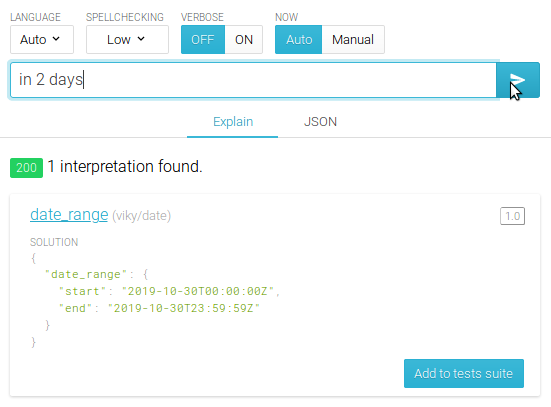 LANGUAGE SPELLCHECKING VERBOSE NOW
Auto Low OFF ON Auto Manual
in 2 days
Explain JSON
200 1 interpretation found.
date_range (viky/date) 1.0
SOLUTION
{
"date_range": {
"start": "2019-10-30T00:00:00Z",
"end": "2019-10-30T23:59:59Z"
}
}
Add to tests suite